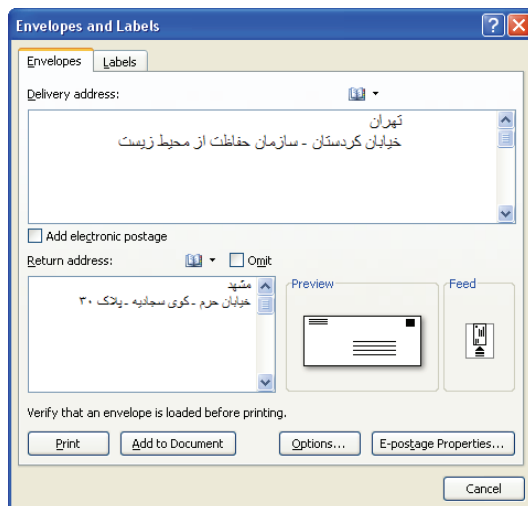 Envelopes and Labels
Envelopes
Labels
Delivery address:
تهران
خیابان کردستان - سازمان حفاظت از محیط زیست
Add electronic postage
Return address:
Omit
مشهد
خیابان حرم - کوی سجادیه - پلاک ۳۰
Preview
Feed
Verify that an envelope is loaded before printing.
Print
Add to Document
Options...
E-postage Properties...
Cancel